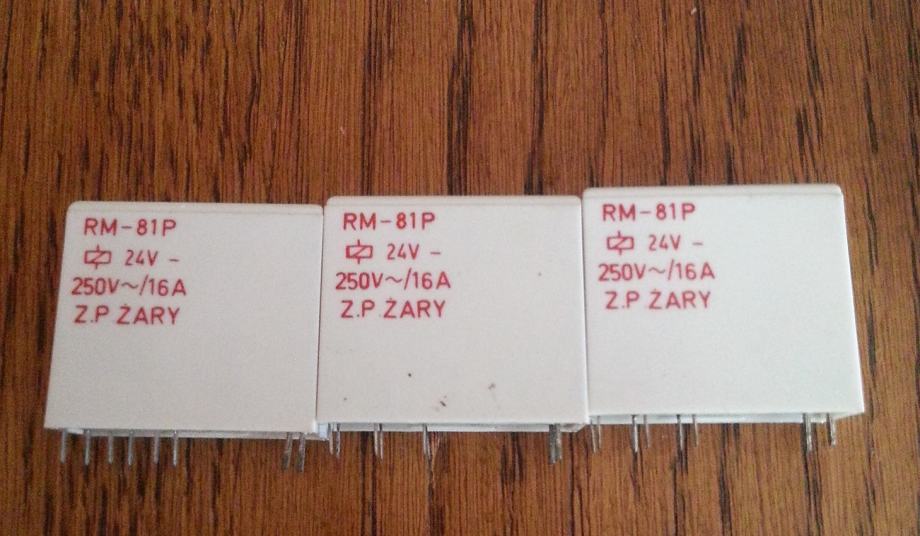 RM-81P
24V -
250V~/16A
Z.P ŻARY
RM-81P
24V -
250V~/16A
Z.P ŻARY
RM-81P
24V -
250V~/16A
Z.P ŻARY